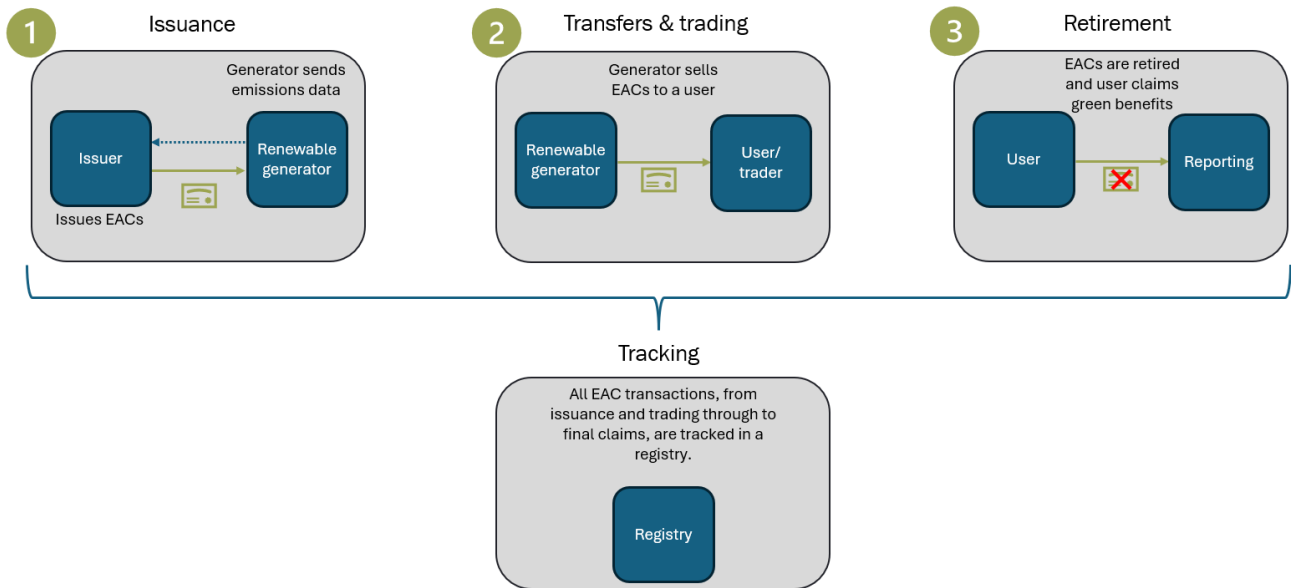 1
Issuance
Generator sends
emissions data
Issuer
Renewable
generator
Issues EACs
2
Transfers & trading
Generator sells
EACs to a user
Renewable
generator
User/
trader
3
Retirement
EACs are retired
and user claims
green benefits
User
Reporting
Tracking
All EAC transactions, from
issuance and trading through to
final claims, are tracked in a
registry.
Registry